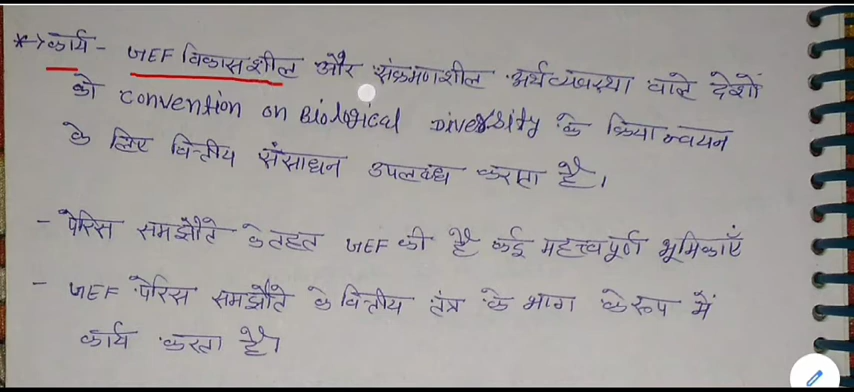 *→ कार्य - GEF विकासशील और संक्रमणशील अर्थव्यवस्था वाले देशों
को Convention on Biological Diversity के क्रियान्वयन
के लिए वित्तीय संसाधन उपलब्ध करता है।
- पेरिस समझौते के तहत GEF की है कई महत्त्वपूर्ण भूमिकाएँ
- GEF पेरिस समझौते के वित्तीय तंत्र के भाग के रूप में
कार्य करता है।